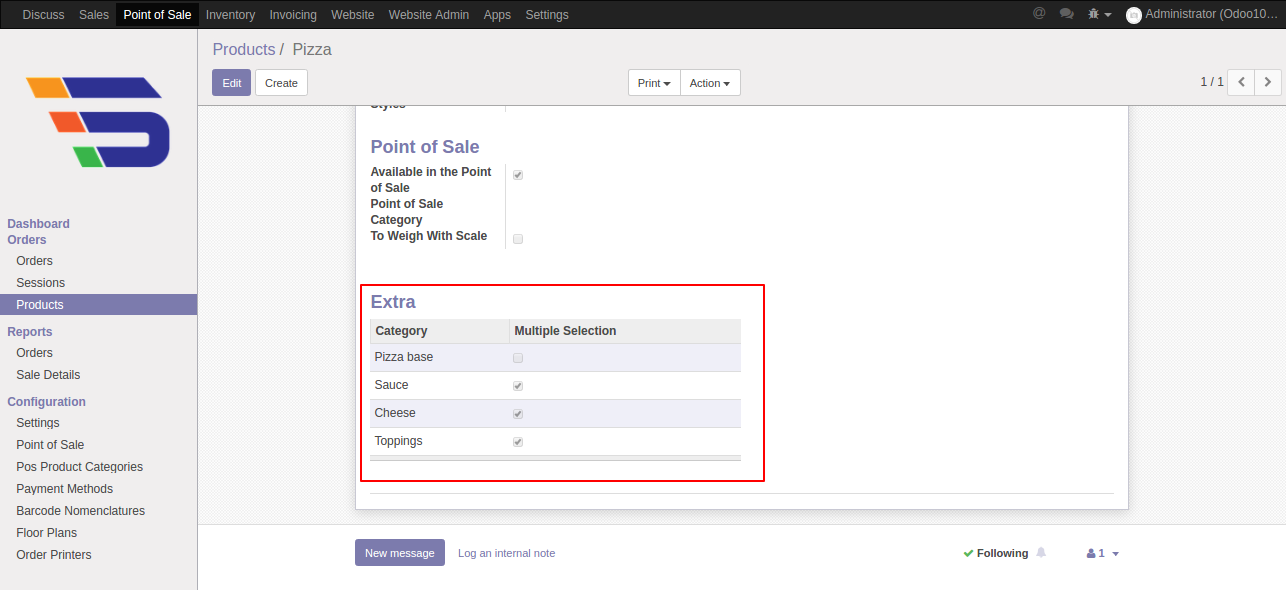 Discuss Sales Point of Sale Inventory Invoicing Website Website Admin Apps Settings @ Administrator (Odoo10...
Products / Pizza
Edit Create Print Action 1 / 1
Styles
Point of Sale
Available in the Point
of Sale
Point of Sale
Category
To Weigh With Scale
Extra
Category Multiple Selection
Pizza base
Sauce
Cheese
Toppings
Dashboard
Orders
Orders
Sessions
Products
Reports
Orders
Sale Details
Configuration
Settings
Point of Sale
Pos Product Categories
Payment Methods
Barcode Nomenclatures
Floor Plans
Order Printers
New message Log an internal note Following 1